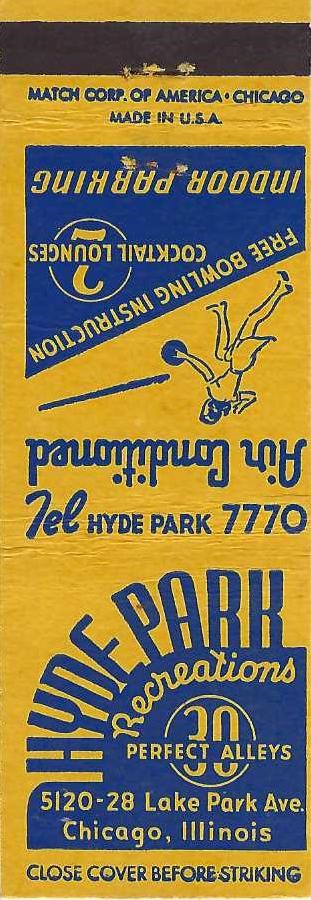 MATCH CORP. OF AMERICA · CHICAGO
MADE IN U.S.A.
Air Conditioned
FREE BOWLING INSTRUCTION
2
COCKTAIL LOUNGES
INDOOR PARKING
Tel HYDE PARK 7770
HYDE PARK
Recreations
30
PERFECT ALLEYS
5120-28 Lake Park Ave.
Chicago, Illinois
CLOSE COVER BEFORE STRIKING